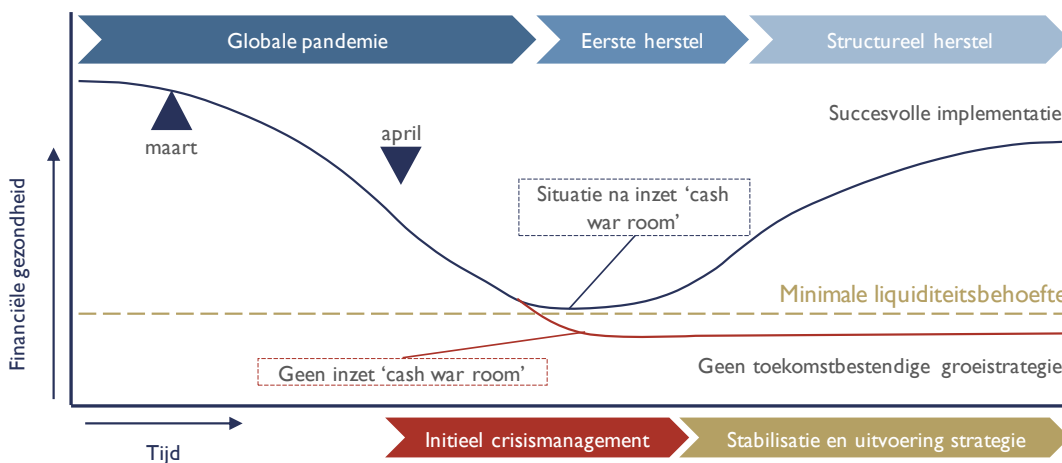 Globale pandemie
Eerste herstel
Structureel herstel
Succesvolle implementatie
maart
april
Situatie na inzet ‘cash
war room’
Financiële gezondheid
Minimale liquiditeitsbehoefte
Geen inzet ‘cash war room’
Geen toekomstbestendige groeistrategie
Tijd
Initieel crisismanagement
Stabilisatie en uitvoering strategie